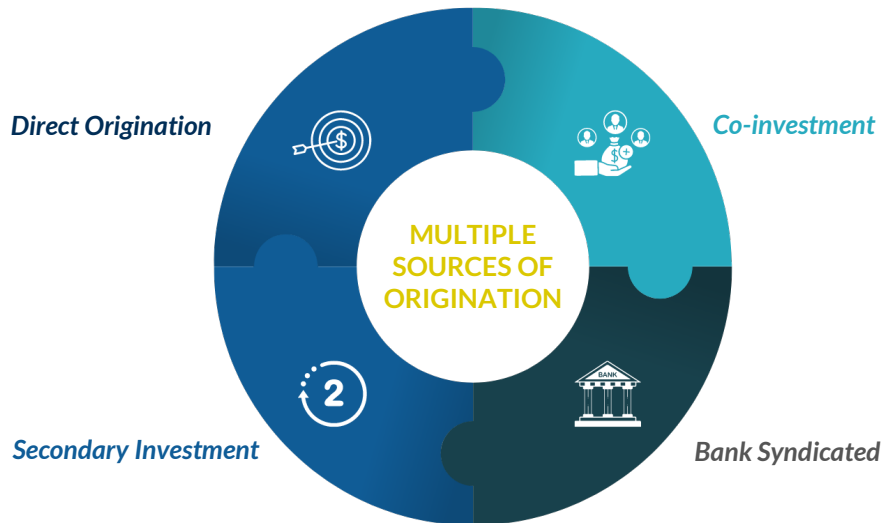 Direct Origination
$
Co-investment
$
MULTIPLE
SOURCES OF
ORIGINATION
Secondary Investment
2
BANK
Bank Syndicated